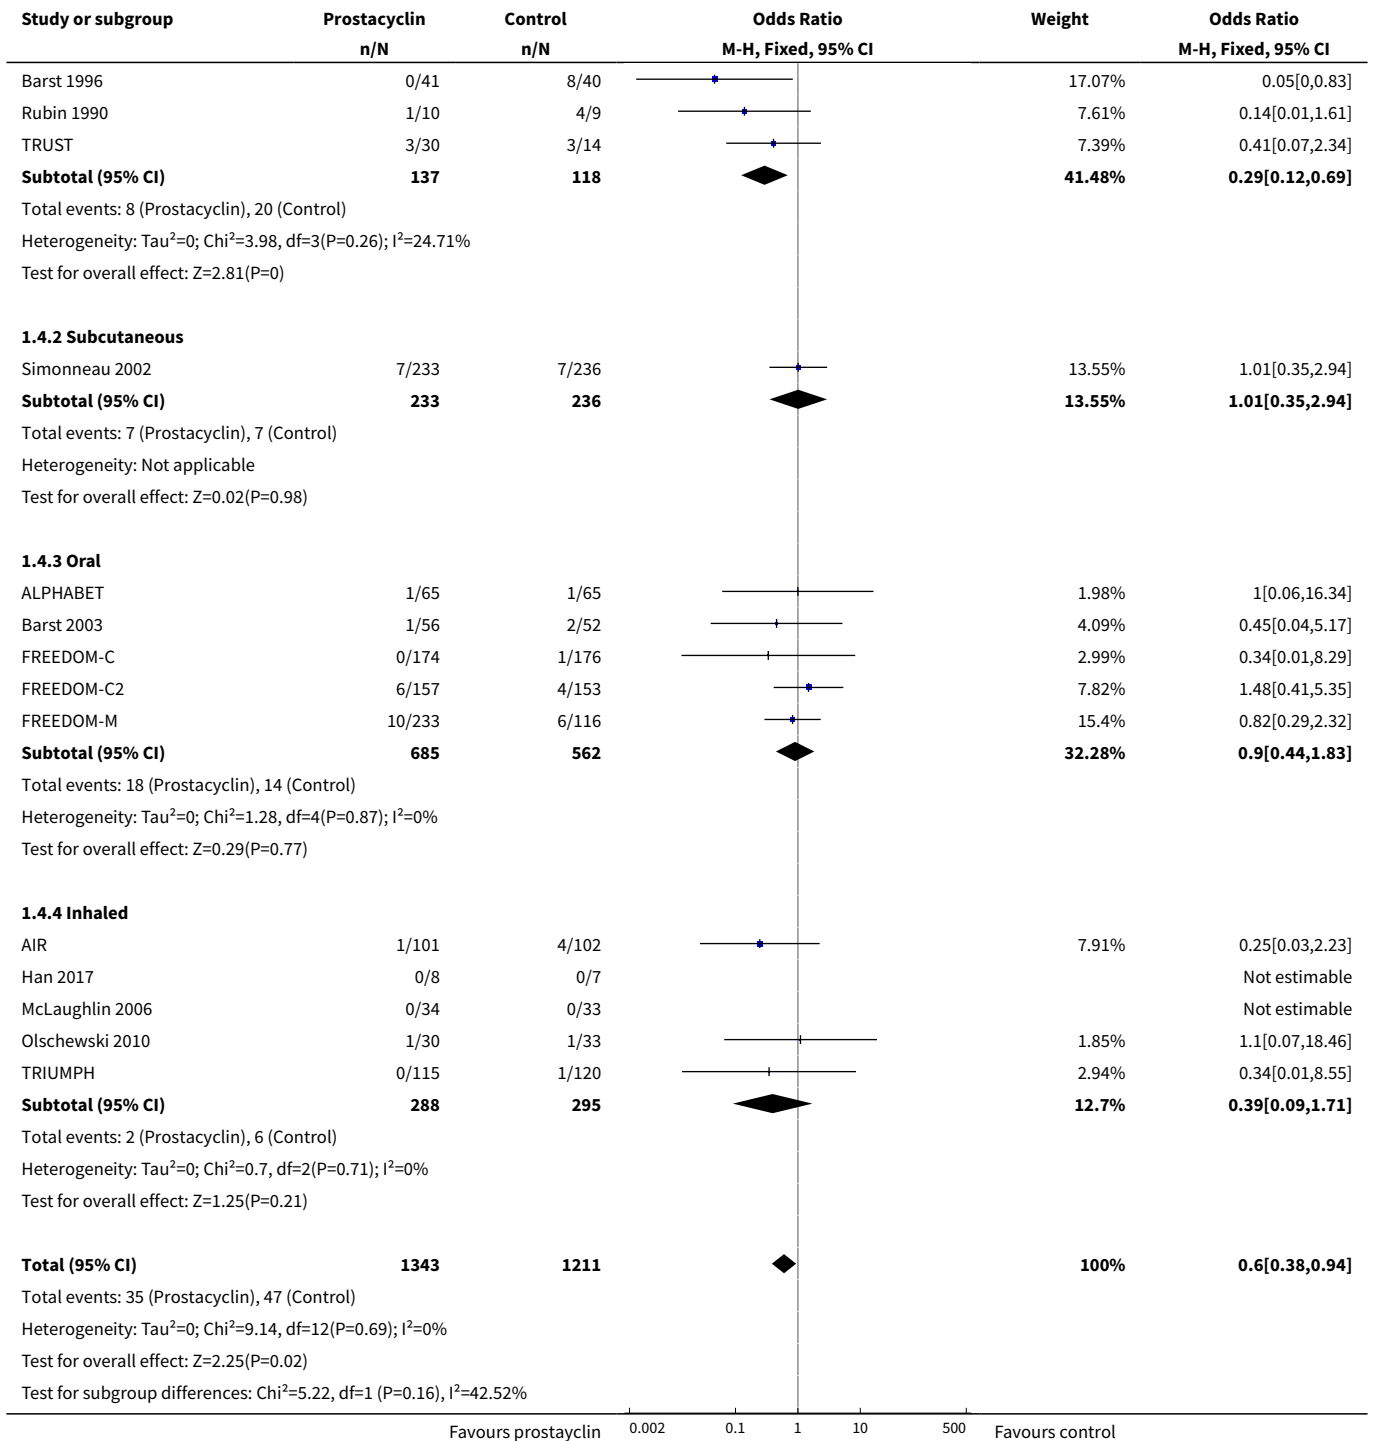 Study or subgroup Prostacyclin Control Odds Ratio Weight Odds Ratio
n/N n/N M-H, Fixed, 95% CI M-H, Fixed, 95% CI
Barst 1996 0/41 8/40 17.07% 0.05[0,0.83]
Rubin 1990 1/10 4/9 7.61% 0.14[0.01,1.61]
TRUST 3/30 3/14 7.39% 0.41[0.07,2.34]
Subtotal (95% CI) 137 118 41.48% 0.29[0.12,0.69]
Total events: 8 (Prostacyclin), 20 (Control)
Heterogeneity: Tau²=0; Chi²=3.98, df=3(P=0.26); I²=24.71%
Test for overall effect: Z=2.81(P=0)
1.4.2 Subcutaneous
Simonneau 2002 7/233 7/236 13.55% 1.01[0.35,2.94]
Subtotal (95% CI) 233 236 13.55% 1.01[0.35,2.94]
Total events: 7 (Prostacyclin), 7 (Control)
Heterogeneity: Not applicable
Test for overall effect: Z=0.02(P=0.98)
1.4.3 Oral
ALPHABET 1/65 1/65 1.98% 1[0.06,16.34]
Barst 2003 1/56 2/52 4.09% 0.45[0.04,5.17]
FREEDOM-C 0/174 1/176 2.99% 0.34[0.01,8.29]
FREEDOM-C2 6/157 4/153 7.82% 1.48[0.41,5.35]
FREEDOM-M 10/233 6/116 15.4% 0.82[0.29,2.32]
Subtotal (95% CI) 685 562 32.28% 0.9[0.44,1.83]
Total events: 18 (Prostacyclin), 14 (Control)
Heterogeneity: Tau²=0; Chi²=1.28, df=4(P=0.87); I²=0%
Test for overall effect: Z=0.29(P=0.77)
1.4.4 Inhaled
AIR 1/101 4/102 7.91% 0.25[0.03,2.23]
Han 2017 0/8 0/7 Not estimable
McLaughlin 2006 0/34 0/33 Not estimable
Olschewski 2010 1/30 1/33 1.85% 1.1[0.07,18.46]
TRIUMPH 0/115 1/120 2.94% 0.34[0.01,8.55]
Subtotal (95% CI) 288 295 12.7% 0.39[0.09,1.71]
Total events: 2 (Prostacyclin), 6 (Control)
Heterogeneity: Tau²=0; Chi²=0.7, df=2(P=0.71); I²=0%
Test for overall effect: Z=1.25(P=0.21)
Total (95% CI) 1343 1211 100% 0.6[0.38,0.94]
Total events: 35 (Prostacyclin), 47 (Control)
Heterogeneity: Tau²=0; Chi²=9.14, df=12(P=0.69); I²=0%
Test for overall effect: Z=2.25(P=0.02)
Test for subgroup differences: Chi²=5.22, df=1 (P=0.16), I²=42.52%
Favours prostayclin 0.002 0.1 1 10 500 Favours control